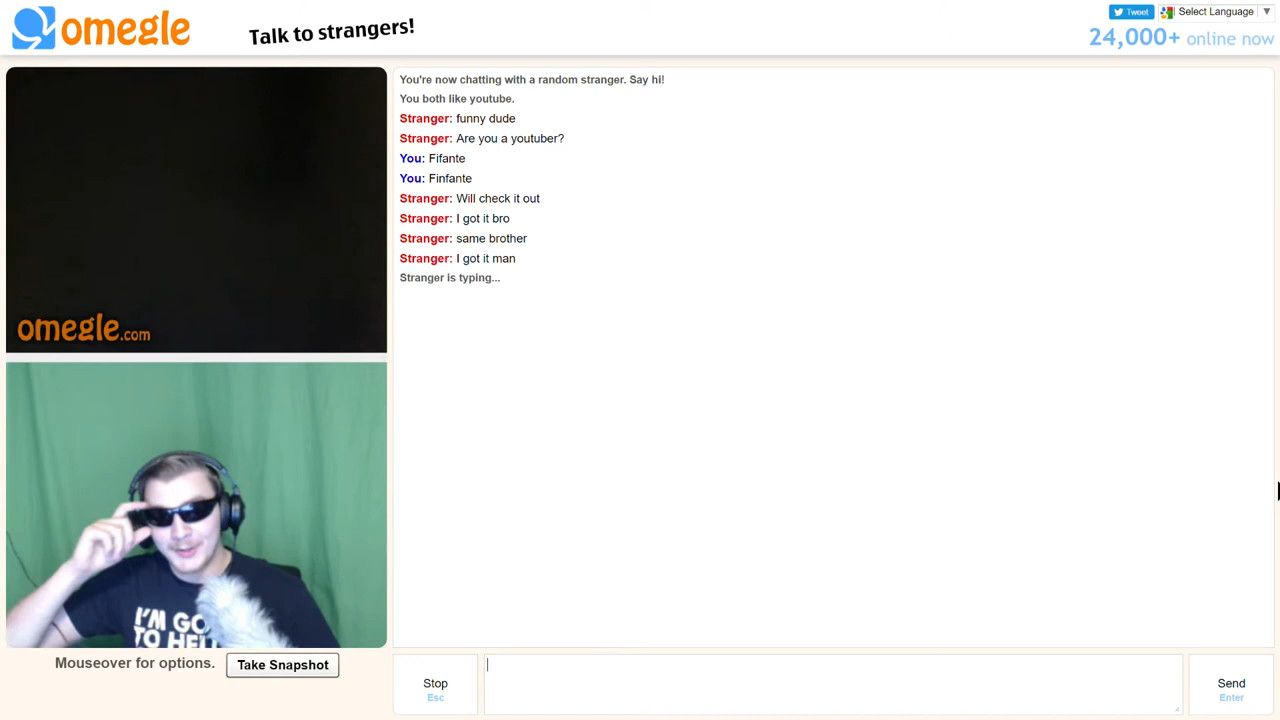 omegle
Talk to strangers!
Tweet
Select Language ▼
24,000+ online now
You're now chatting with a random stranger. Say hi!
You both like youtube.
Stranger: funny dude
Stranger: Are you a youtuber?
You: Fifante
You: Finfante
Stranger: Will check it out
Stranger: I got it bro
Stranger: same brother
Stranger: I got it man
Stranger is typing...
omegle.com
I'M GO
TO HELL
Mouseover for options.
Take Snapshot
Stop
Esc
Send
Enter